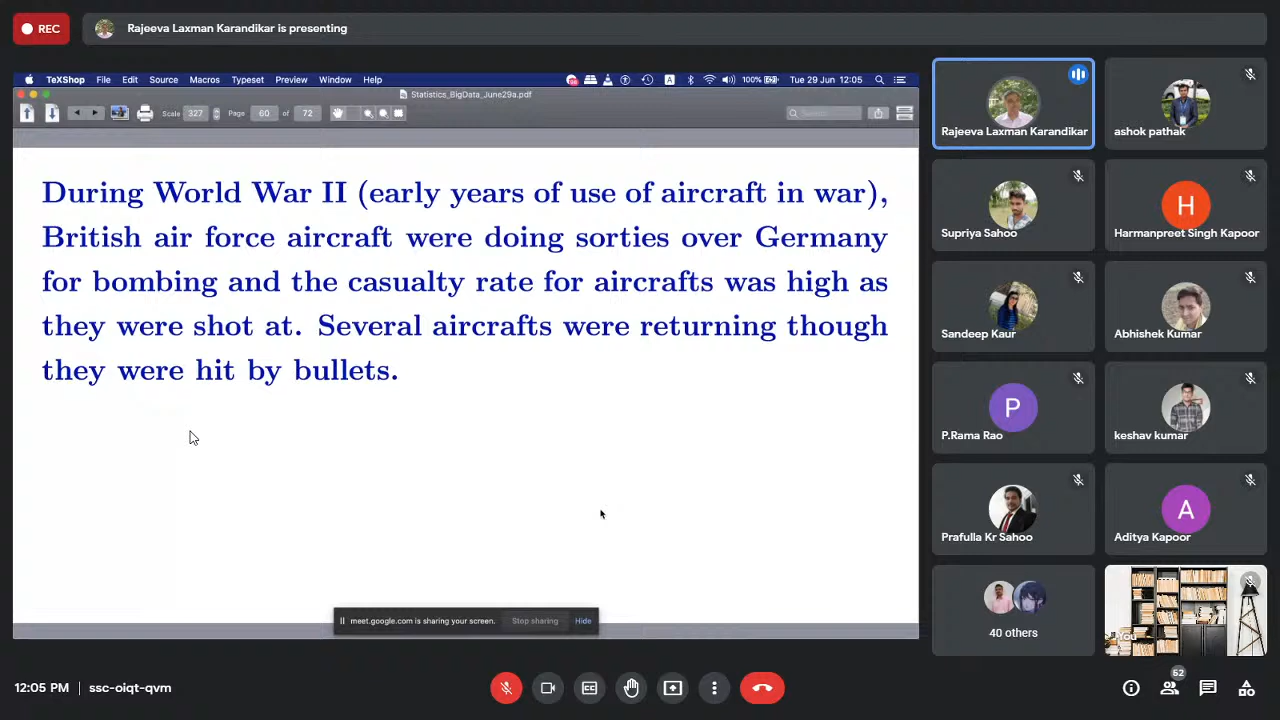 REC
Rajeeva Laxman Karandikar is presenting
TeXShop File Edit Source Macros Typeset Preview Window Help 100% Tue 29 Jun 12:05
Statistics_BigData_June29a.pdf
Scale 327 Page 60 of 72 Search
During World War II (early years of use of aircraft in war),
British air force aircraft were doing sorties over Germany
for bombing and the casualty rate for aircrafts was high as
they were shot at. Several aircrafts were returning though
they were hit by bullets.
meet.google.com is sharing your screen. Stop sharing Hide
Rajeeva Laxman Karandikar
ashok pathak
Supriya Sahoo
H
Harmanpreet Singh Kapoor
Sandeep Kaur
Abhishek Kumar
P
P.Rama Rao
keshav kumar
Prafulla Kr Sahoo
A
Aditya Kapoor
40 others
You
12:05 PM | ssc-oiqt-qvm
62